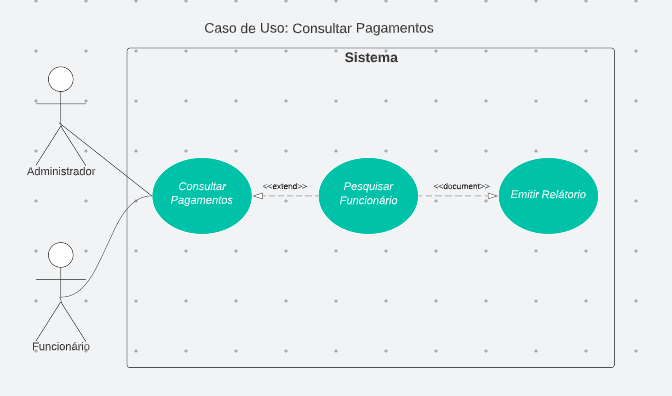 Caso de Uso: Consultar Pagamentos
Sistema
Administrador
Consultar
Pagamentos
<<extend>>
Pesquisar
Funcionário
<<document>>
Emitir Relátorio
Funcionário